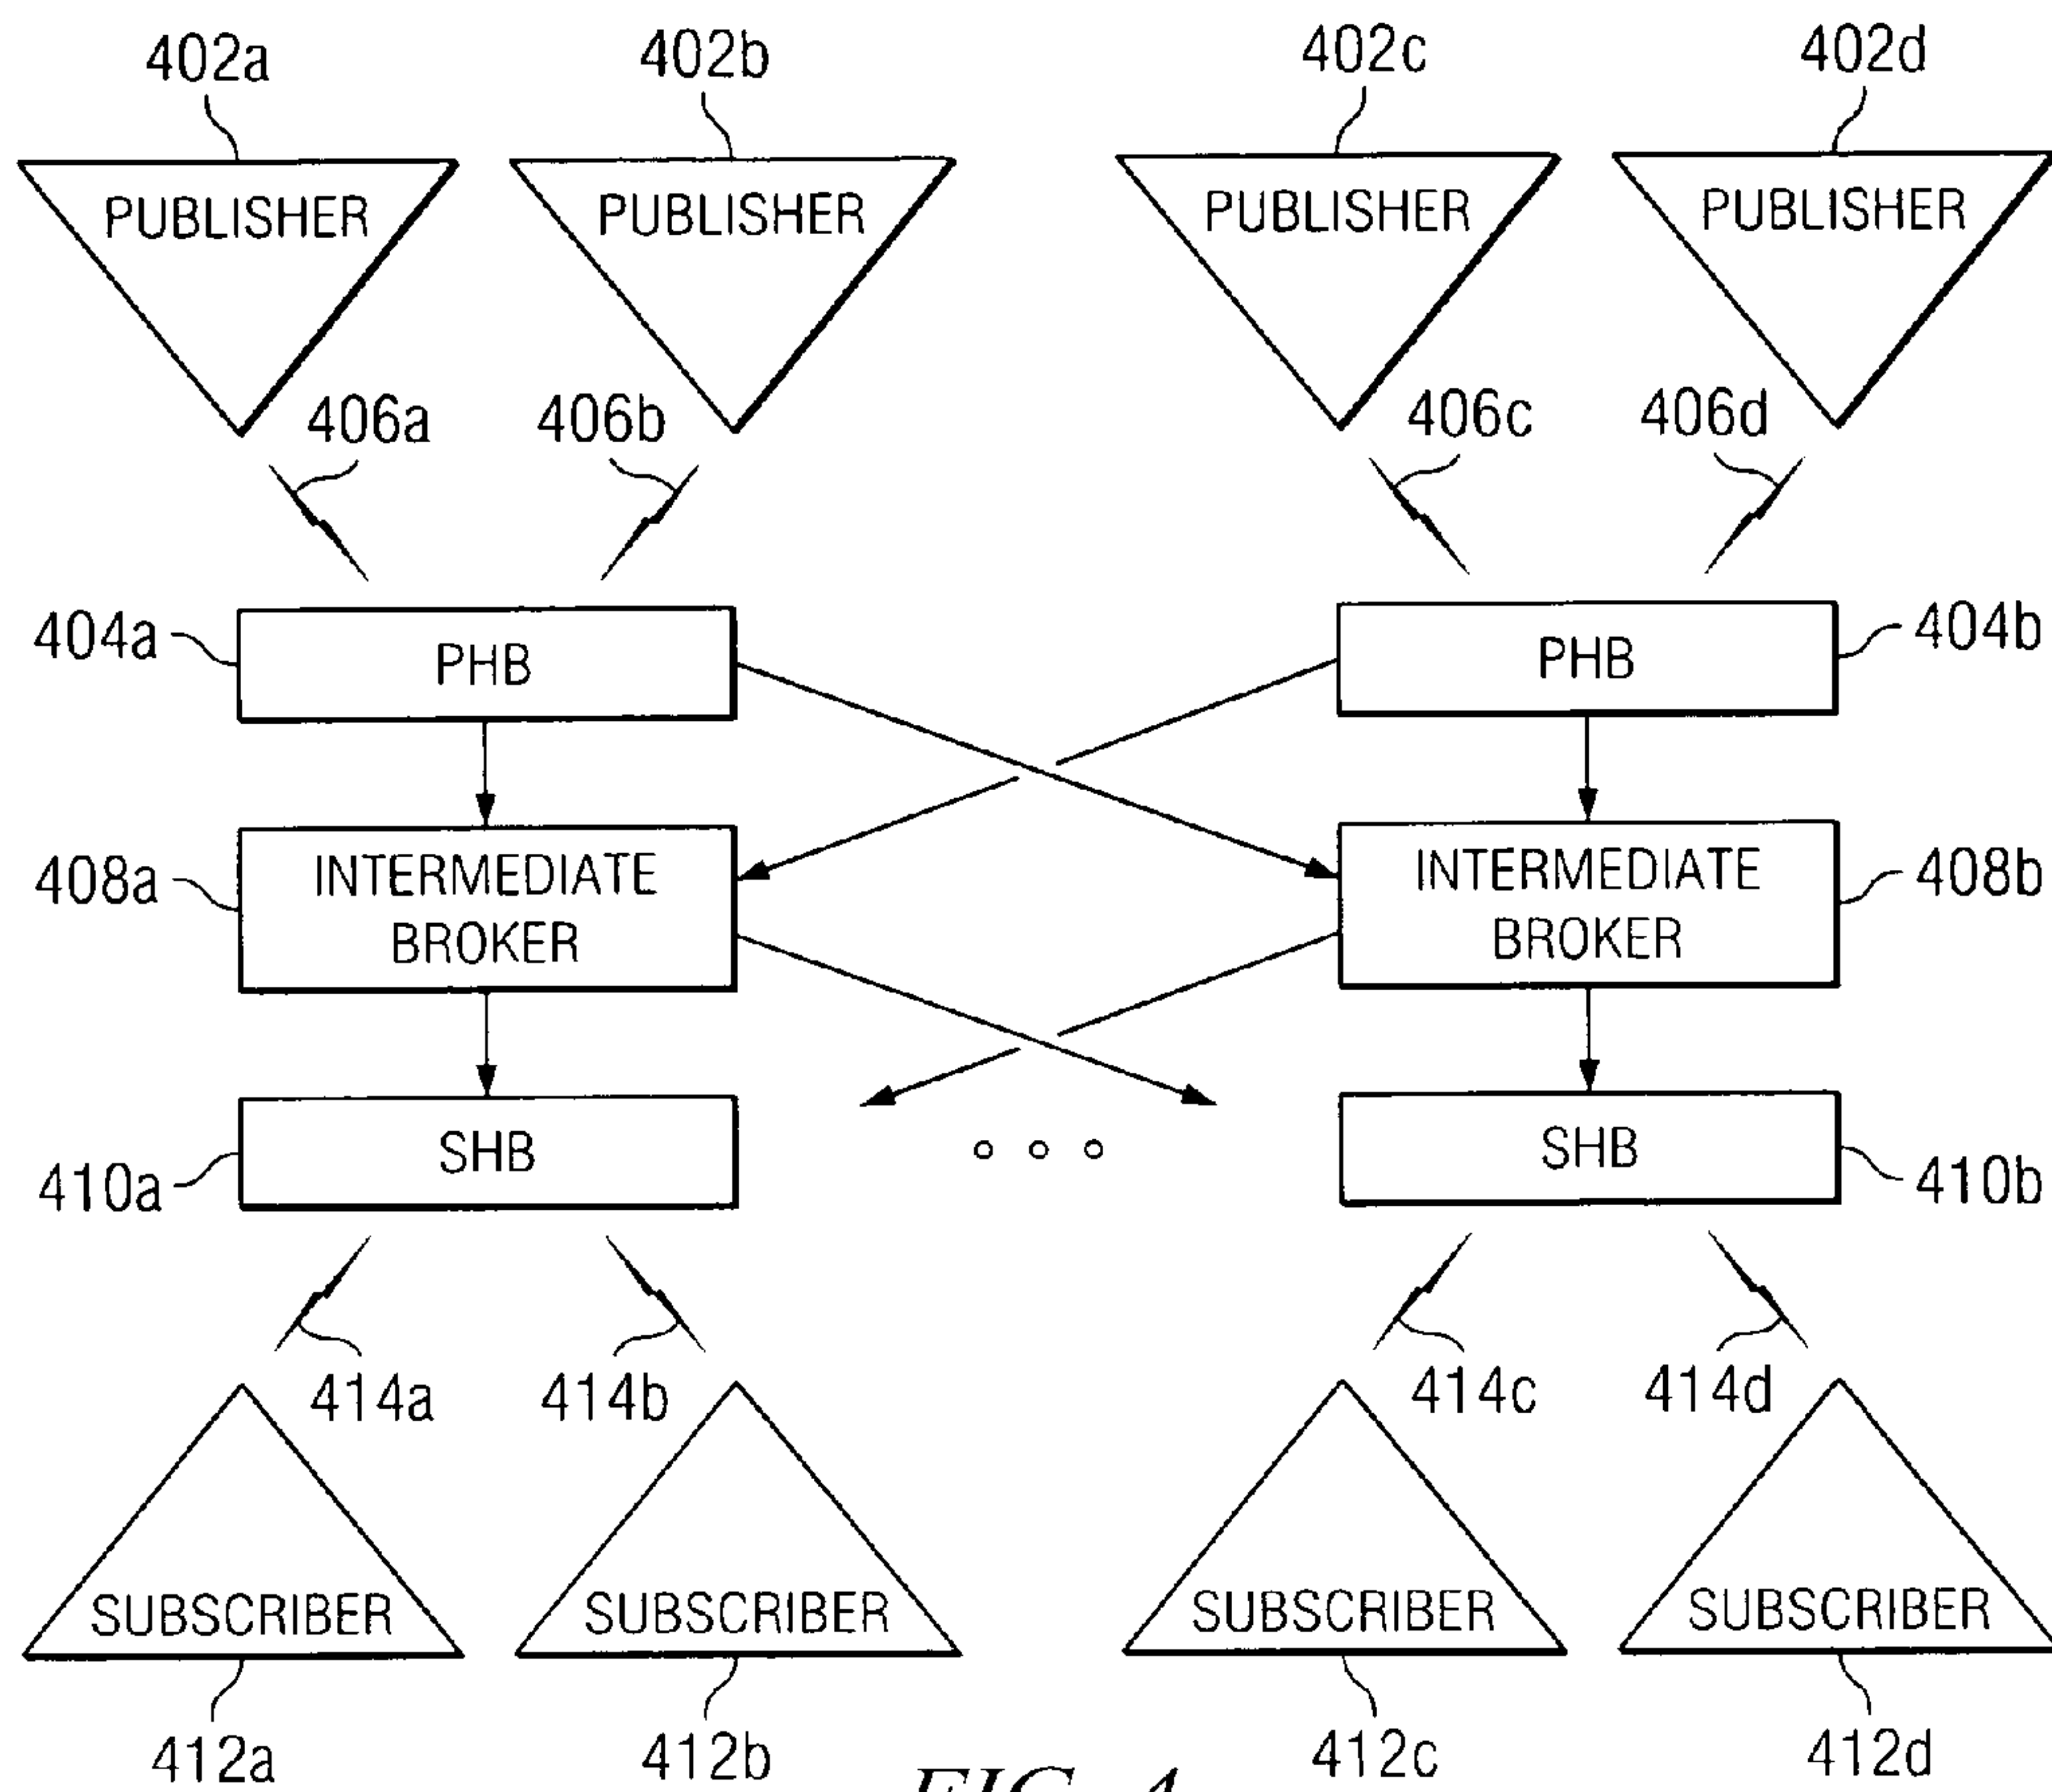 402a
402b
402c
402d
PUBLISHER
PUBLISHER
PUBLISHER
PUBLISHER
406a
406b
406c
406d
404a
PHB
PHB
404b
408a
INTERMEDIATE
BROKER
INTERMEDIATE
BROKER
408b
410a
SHB
SHB
410b
414a
414b
414c
414d
SUBSCRIBER
SUBSCRIBER
SUBSCRIBER
SUBSCRIBER
412a
412b
412c
412d
FIG. 4